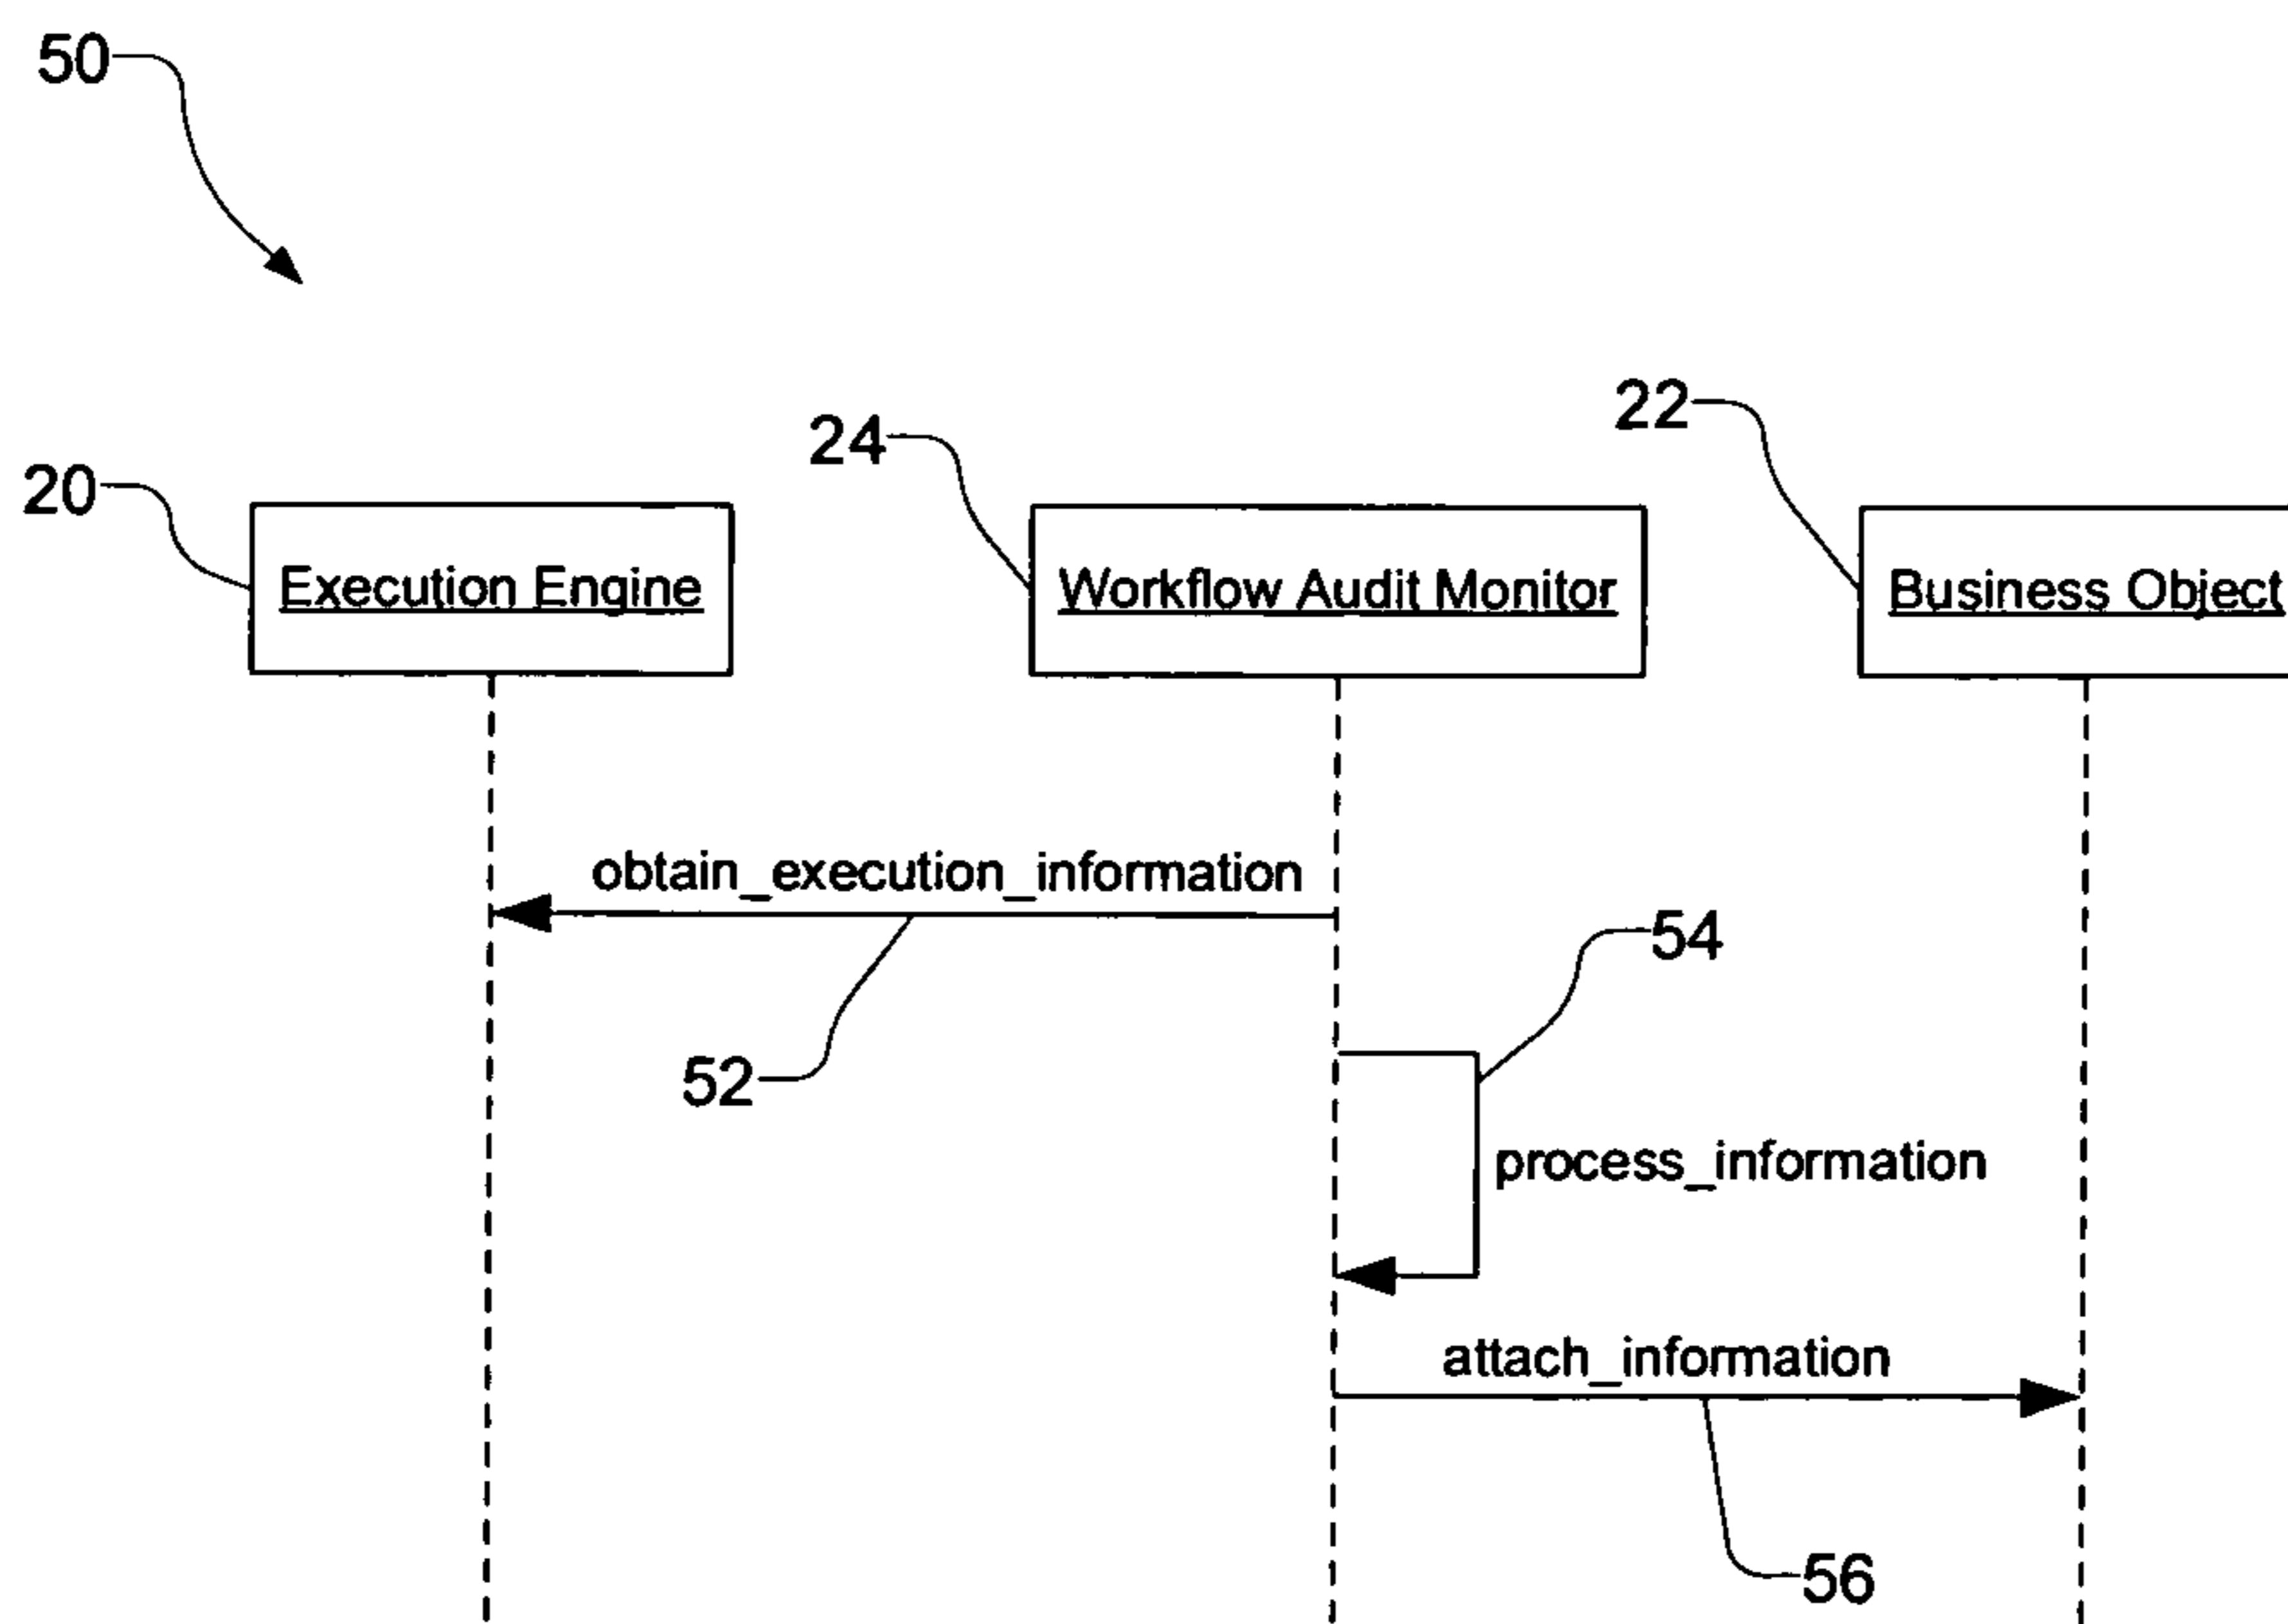 50
24
22
20
Execution Engine
Workflow Audit Monitor
Business Object
obtain_execution_information
54
52
process_information
attach_information
56